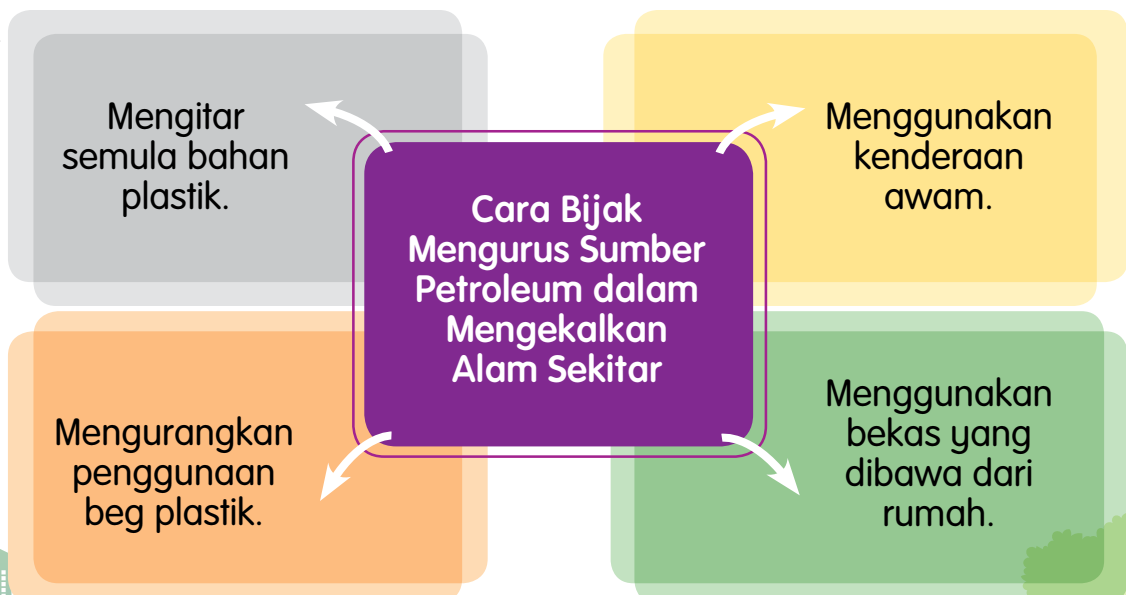 Mengitar
semula bahan
plastik.
Menggunakan
kenderaan
awam.
Cara Bijak
Mengurus Sumber
Petroleum dalam
Mengekalkan
Alam Sekitar
Mengurangkan
penggunaan
beg plastik.
Menggunakan
bekas yang
dibawa dari
rumah.